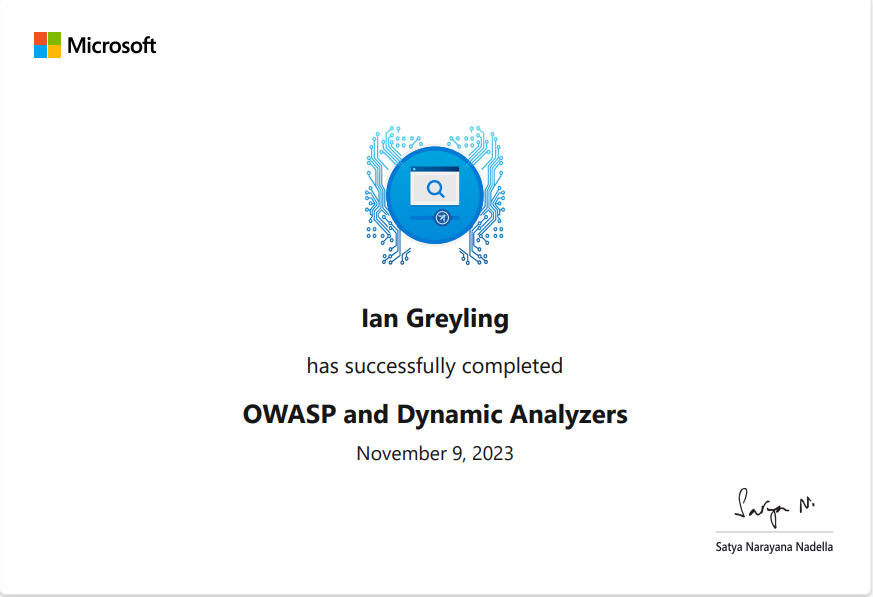 Microsoft
Ian Greyling
has successfully completed
OWASP and Dynamic Analyzers
November 9, 2023
Satya N.
Satya Narayana Nadella